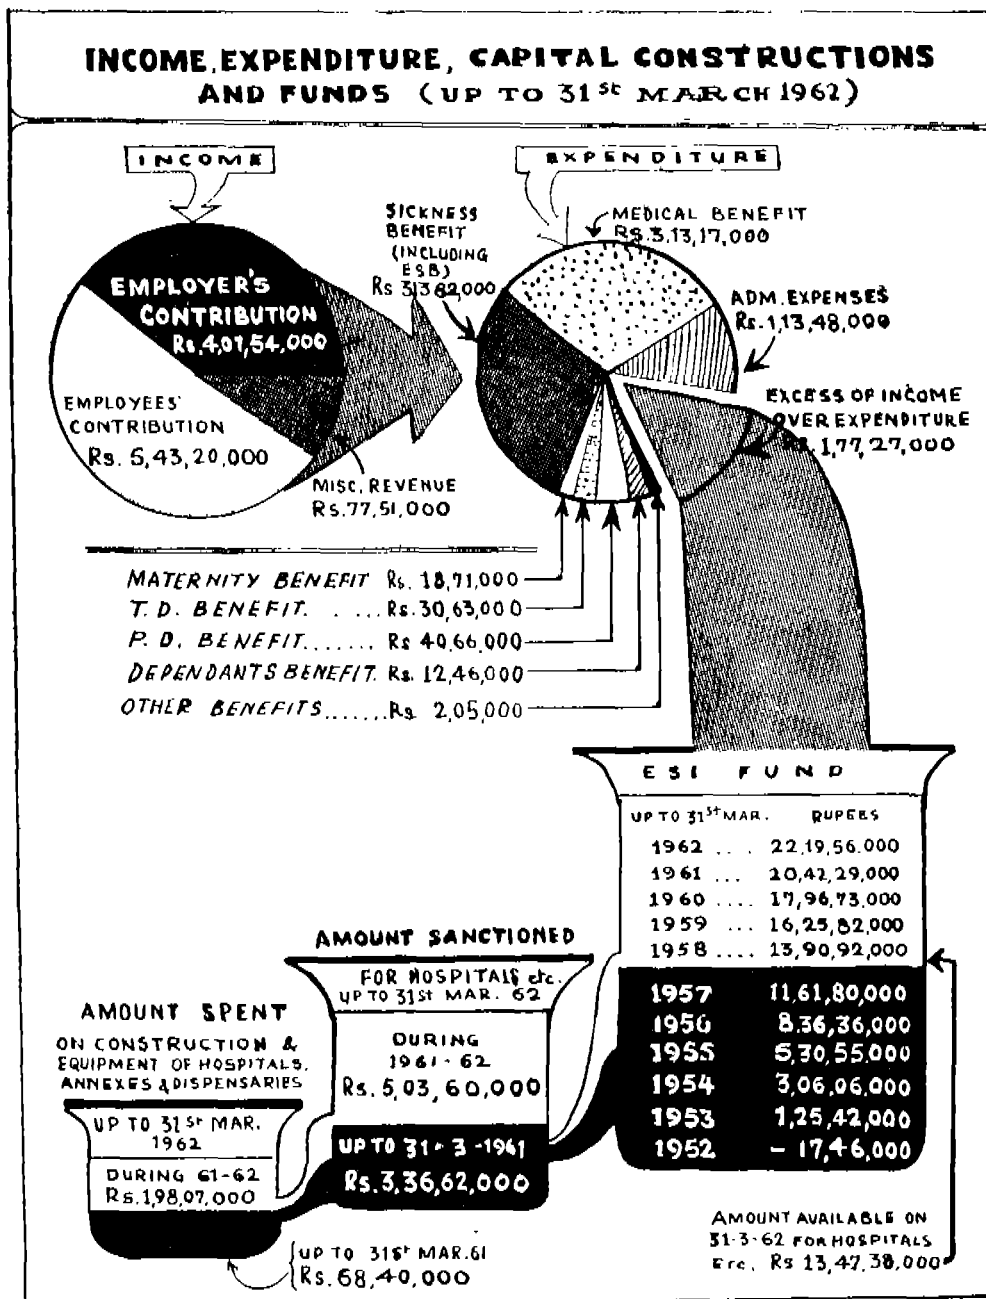 INCOME, EXPENDITURE, CAPITAL CONSTRUCTIONS
AND FUNDS (UP TO 31st MARCH 1962)
INCOME
EXPENDITURE
EMPLOYER'S
CONTRIBUTION
Rs. 4,07,54,000
EMPLOYEES'
CONTRIBUTION
Rs. 5,43,20,000
MISC. REVENUE
Rs. 77,51,000
SICKNESS
BENEFIT
(INCLUDING
ESB)
Rs 31382000
MEDICAL BENEFIT
Rs. 3,13,17,000
ADM. EXPENSES
Rs. 1,13,48,000
EXCESS OF INCOME
OVER EXPENDITURE
Rs. 1,77,27,000
MATERNITY BENEFIT Rs. 18,71,000
T. D. BENEFIT. ..... Rs. 30,63,000
P. D. BENEFIT....... Rs 40,66,000
DEPENDANTS BENEFIT. Rs. 12,46,000
OTHER BENEFITS.......Rs 2,05,000
ESI FUND
UP TO 31st MAR. RUPEES
1962 .... 22,19,56.000
1961 ... 20,42,29,000
1960 .... 17,96,73,000
1959 ... 16,25,82,000
1958 .... 13,90,92,000
1957 11,61,80,000
1956 8,36,36,000
1955 5,30,55,000
1954 3,06,06,000
1953 1,25,42,000
1952 – 17,46,000
AMOUNT SANCTIONED
FOR HOSPITALS etc.
UP TO 31st MAR. 62
DURING
1961-62
Rs. 5,03,60,000
UP TO 31-3-1961
Rs. 3,36,62,000
AMOUNT SPENT
ON CONSTRUCTION &
EQUIPMENT OF HOSPITALS.
ANNEXES & DISPENSARIES
UP TO 31st MAR.
1962
DURING 61-62
Rs. 1,98,07,000
UP TO 31st MAR. 61
Rs. 68,40,000
AMOUNT AVAILABLE ON
31-3-62 FOR HOSPITALS
Etc. Rs 13,47,38,000